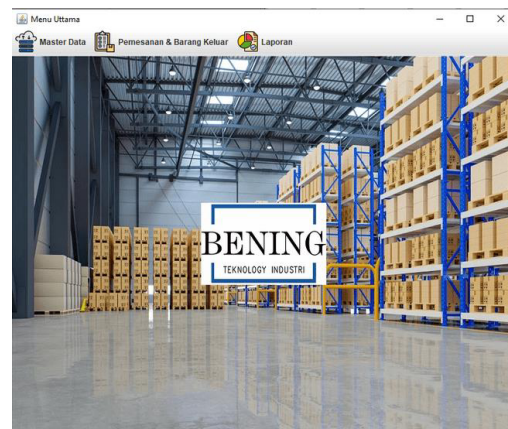 Menu Uttama
Master Data
Pemesanan & Barang Keluar
Laporan
BENING
TEKNOLOGY INDUSTRI